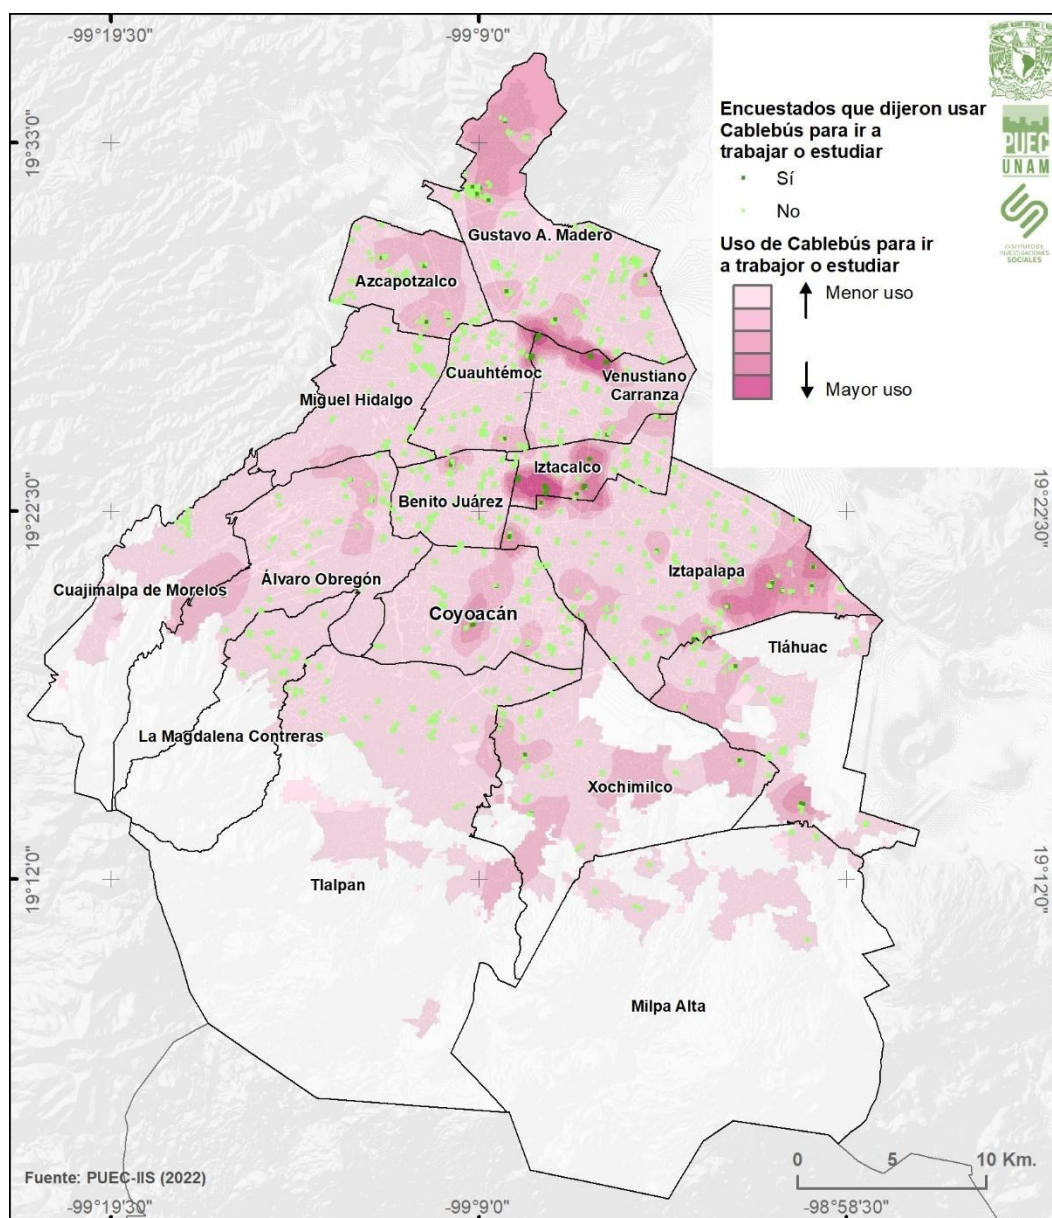 -99°19'30"
-99°9'0"
19°33'0"
Encuestados que dijeron usar
Cablebús para ir a
trabajar o estudiar
Sí
No
Uso de Cablebús para ir
a trabajor o estudiar
Menor uso
Mayor uso
PUEC
UNAM
INSTITUTO DE
INVESTIGACIONES
SOCIALES
Gustavo A. Madero
Azcapotzalco
Cuauhtémoc
Venustiano
Carranza
Miguel Hidalgo
Iztacalco
Benito Juárez
19°22'30"
19°22'30"
Iztapalapa
Cuajimalpa de Morelos
Álvaro Obregón
Coyoacán
Tláhuac
La Magdalena Contreras
Xochimilco
Tlalpan
19°12'0"
19°12'0"
Milpa Alta
Fuente: PUEC-IIS (2022)
0 5 10 Km.
-99°19'30"
-99°9'0"
-98°58'30"